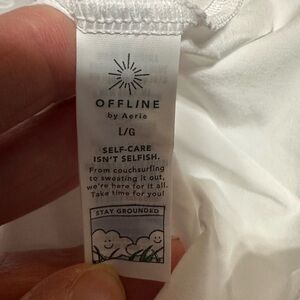 OFFLINE
by Aerie
L/G
SELF-CARE
ISN'T SELFISH.
From couchsurfing
to sweating it out,
we're here for it all.
Take time for you!
STAY GROUNDED